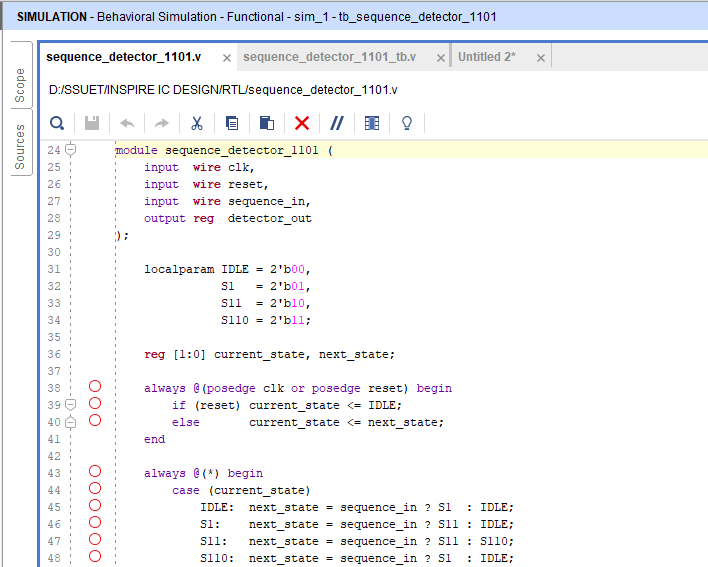 SIMULATION - Behavioral Simulation - Functional - sim_1 - tb_sequence_detector_1101
Scope
Sources
sequence_detector_1101.v × sequence_detector_1101_tb.v × Untitled 2* ×
D:/SSUET/INSPIRE IC DESIGN/RTL/sequence_detector_1101.v
24 module sequence_detector_1101 (
25 input wire clk,
26 input wire reset,
27 input wire sequence_in,
28 output reg detector_out
29 );
30
31 localparam IDLE = 2'b00,
32 S1 = 2'b01,
33 S11 = 2'b10,
34 S110 = 2'b11;
35
36 reg [1:0] current_state, next_state;
37
38 always @(posedge clk or posedge reset) begin
39 if (reset) current_state <= IDLE;
40 else current_state <= next_state;
41 end
42
43 always @(*) begin
44 case (current_state)
45 IDLE: next_state = sequence_in ? S1 : IDLE;
46 S1: next_state = sequence_in ? S11 : IDLE;
47 S11: next_state = sequence_in ? S11 : S110;
48 S110: next_state = sequence_in ? S1 : IDLE;